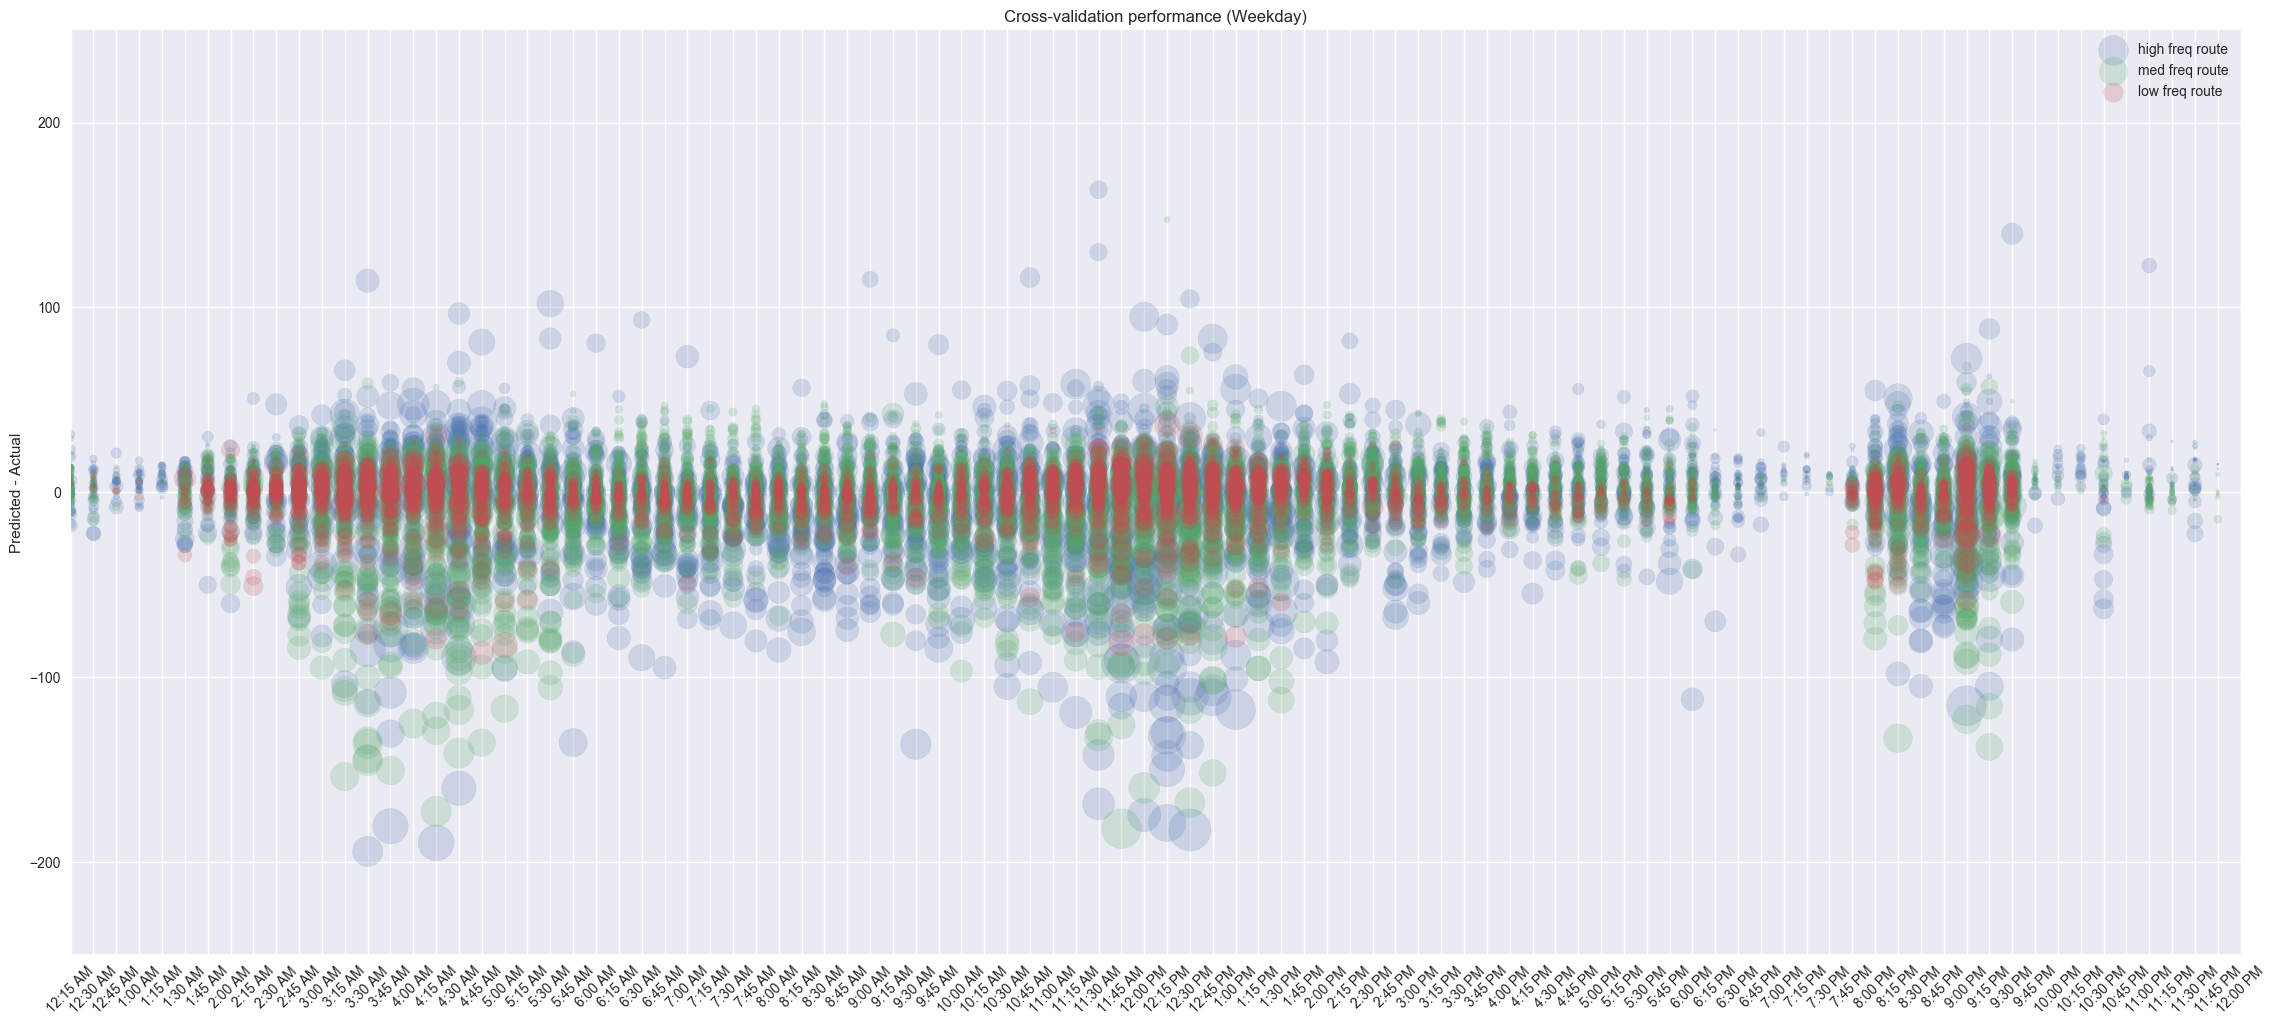 Cross-validation performance (Weekday)
high freq route
med freq route
low freq route
Predicted - Actual
200
100
0
−100
−200
12:15 AM
12:30 AM
12:45 AM
1:00 AM
1:15 AM
1:30 AM
1:45 AM
2:00 AM
2:15 AM
2:30 AM
2:45 AM
3:00 AM
3:15 AM
3:30 AM
3:45 AM
4:00 AM
4:15 AM
4:30 AM
4:45 AM
5:00 AM
5:15 AM
5:30 AM
5:45 AM
6:00 AM
6:15 AM
6:30 AM
6:45 AM
7:00 AM
7:15 AM
7:30 AM
7:45 AM
8:00 AM
8:15 AM
8:30 AM
8:45 AM
9:00 AM
9:15 AM
9:30 AM
9:45 AM
10:00 AM
10:15 AM
10:30 AM
10:45 AM
11:00 AM
11:15 AM
11:30 AM
11:45 AM
12:00 PM
12:15 PM
12:30 PM
12:45 PM
1:00 PM
1:15 PM
1:30 PM
1:45 PM
2:00 PM
2:15 PM
2:30 PM
2:45 PM
3:00 PM
3:15 PM
3:30 PM
3:45 PM
4:00 PM
4:15 PM
4:30 PM
4:45 PM
5:00 PM
5:15 PM
5:30 PM
5:45 PM
6:00 PM
6:15 PM
6:30 PM
6:45 PM
7:00 PM
7:15 PM
7:30 PM
7:45 PM
8:00 PM
8:15 PM
8:30 PM
8:45 PM
9:00 PM
9:15 PM
9:30 PM
9:45 PM
10:00 PM
10:15 PM
10:30 PM
10:45 PM
11:00 PM
11:15 PM
11:30 PM
11:45 PM
12:00 PM